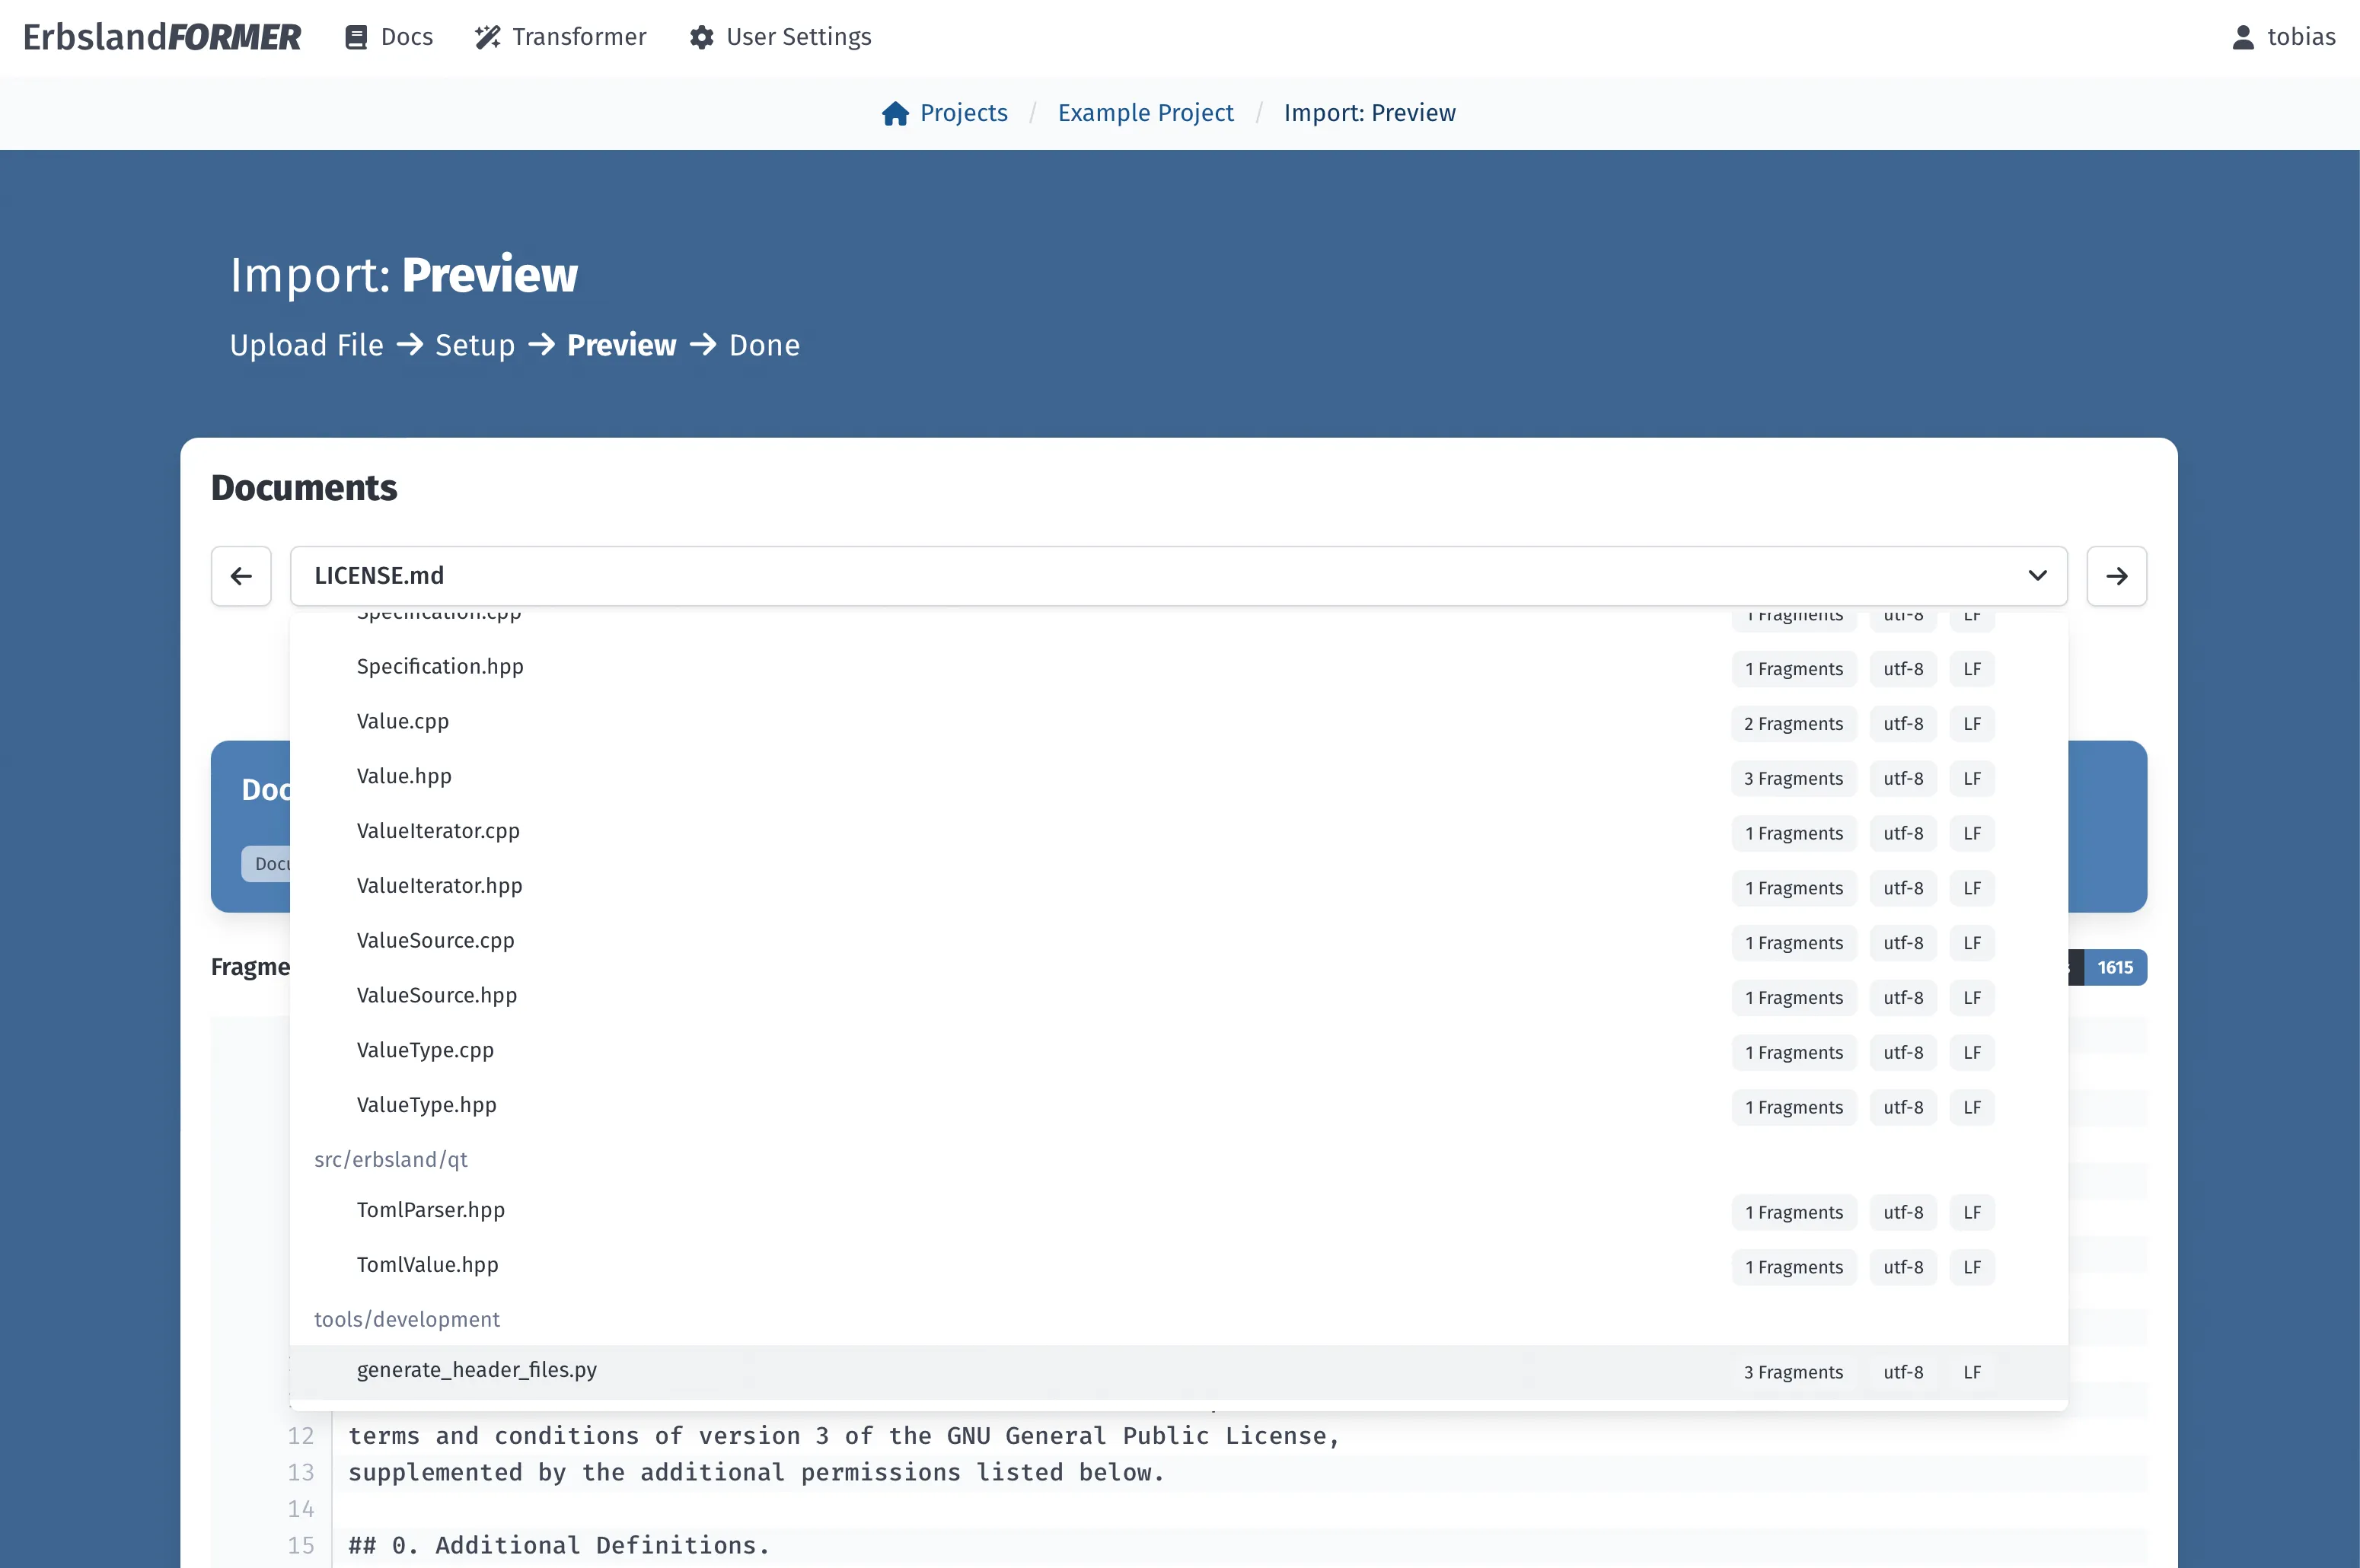 ErbslandFORMER Docs Transformer User Settings tobias
Projects / Example Project / Import: Preview
Import: Preview
Upload File → Setup → Preview → Done
Documents
LICENSE.md
Specification.cpp 1 Fragments utf-8 LF
Specification.hpp 1 Fragments utf-8 LF
Value.cpp 2 Fragments utf-8 LF
Value.hpp 3 Fragments utf-8 LF
Doc
ValueIterator.cpp 1 Fragments utf-8 LF
Docu
ValueIterator.hpp 1 Fragments utf-8 LF
ValueSource.cpp 1 Fragments utf-8 LF
Fragme 1615
ValueSource.hpp 1 Fragments utf-8 LF
ValueType.cpp 1 Fragments utf-8 LF
ValueType.hpp 1 Fragments utf-8 LF
src/erbsland/qt
TomlParser.hpp 1 Fragments utf-8 LF
TomlValue.hpp 1 Fragments utf-8 LF
tools/development
generate_header_files.py 3 Fragments utf-8 LF
12 terms and conditions of version 3 of the GNU General Public License,
13 supplemented by the additional permissions listed below.
14
15 ## 0. Additional Definitions.